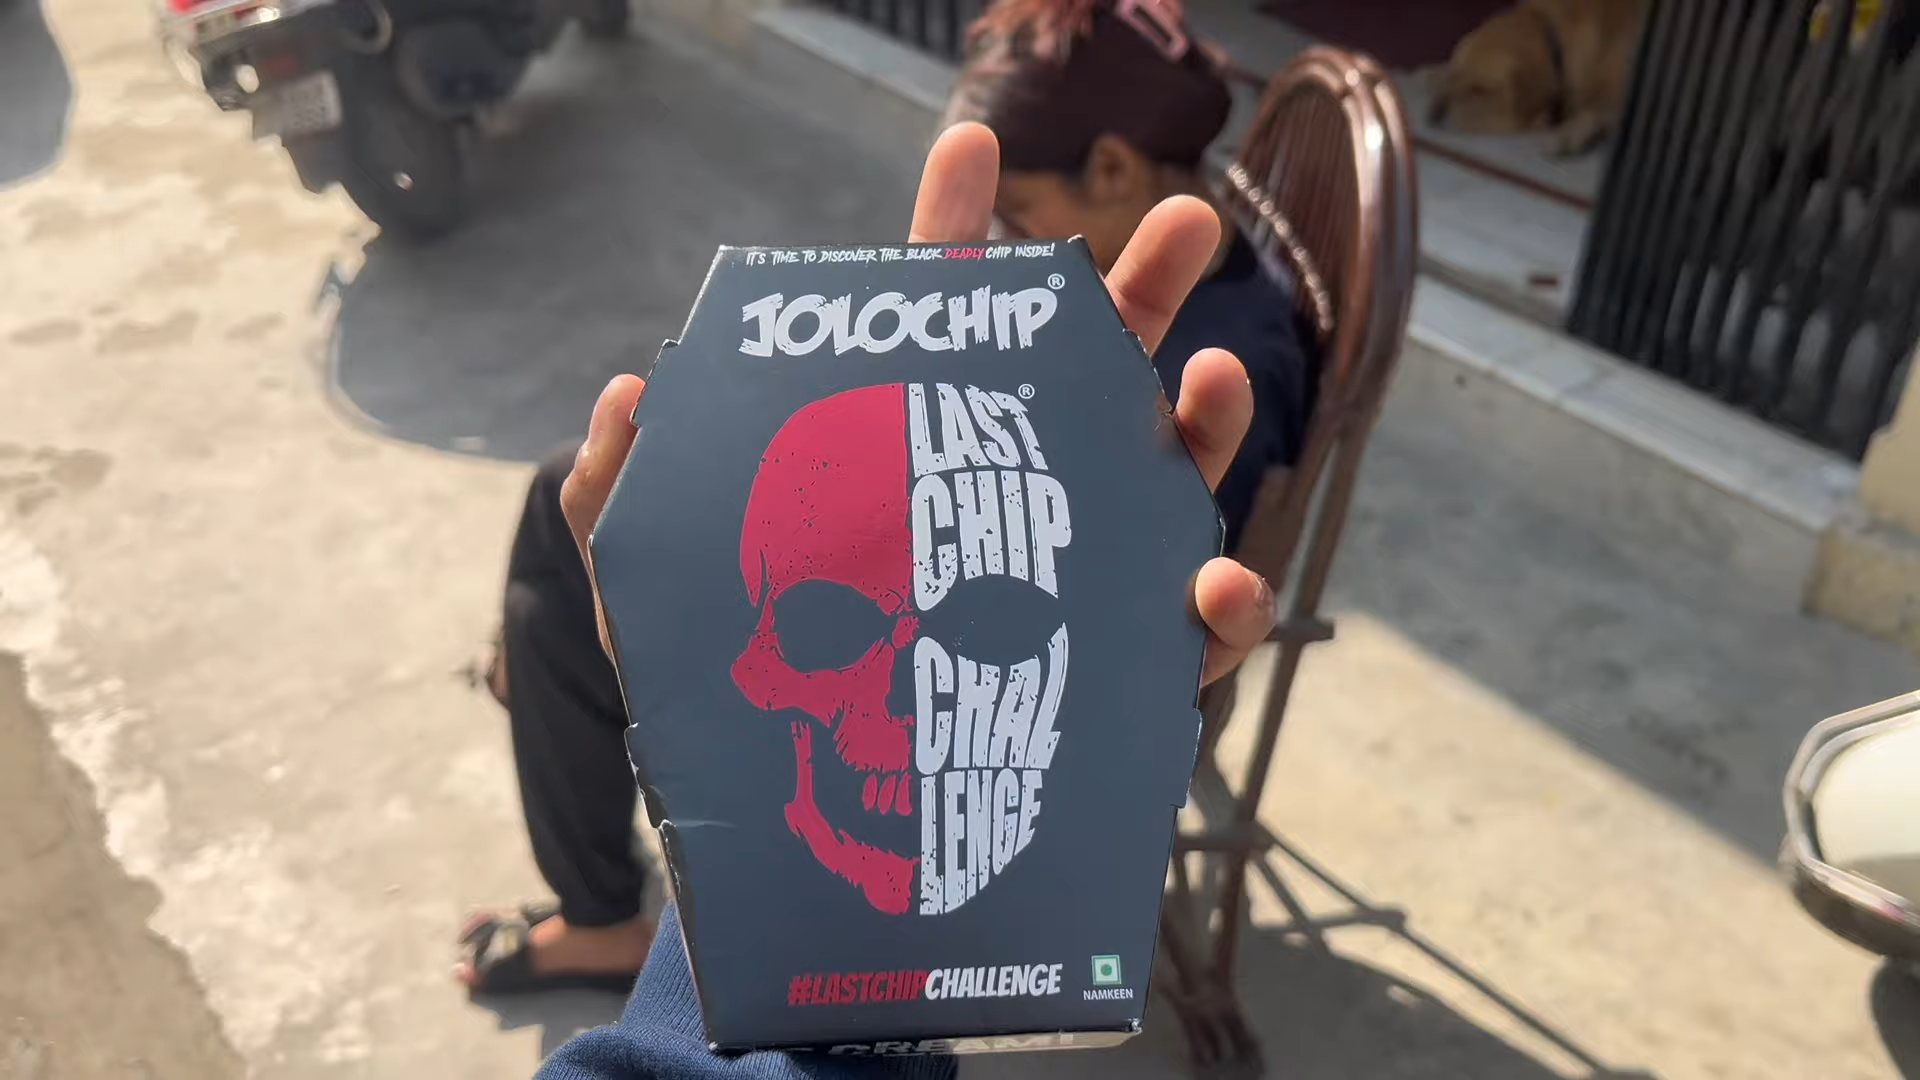 IT'S TIME TO DISCOVER THE BLACK DEADLY CHIP INSIDE!
JOLOCHIP®
LAST®
CHIP
CHAL
LENGE
#LASTCHIPCHALLENGE
NAMKEEN